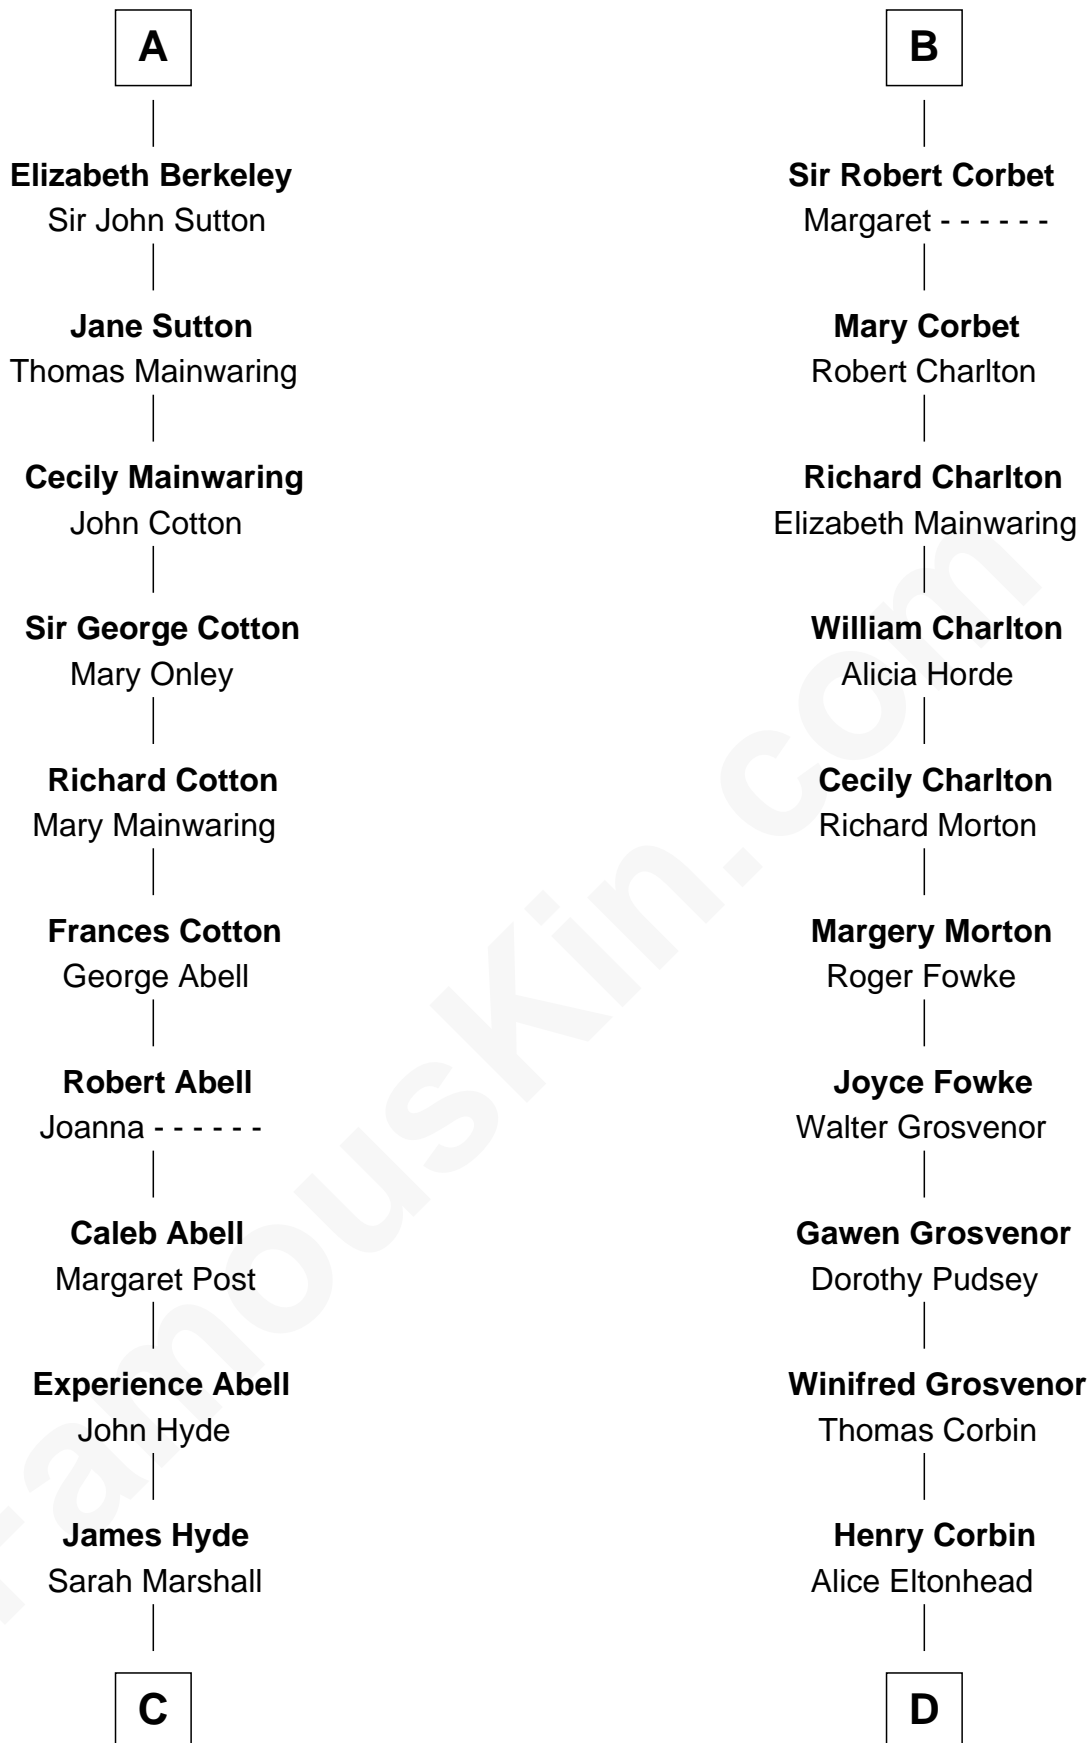 A
Elizabeth Berkeley
Sir John Sutton
Jane Sutton
Thomas Mainwaring
Cecily Mainwaring
John Cotton
Sir George Cotton
Mary Onley
Richard Cotton
Mary Mainwaring
Frances Cotton
George Abell
Robert Abell
Joanna - - - - - -
Caleb Abell
Margaret Post
Experience Abell
John Hyde
James Hyde
Sarah Marshall
C
B
Sir Robert Corbet
Margaret - - - - - -
Mary Corbet
Robert Charlton
Richard Charlton
Elizabeth Mainwaring
William Charlton
Alicia Horde
Cecily Charlton
Richard Morton
Margery Morton
Roger Fowke
Joyce Fowke
Walter Grosvenor
Gawen Grosvenor
Dorothy Pudsey
Winifred Grosvenor
Thomas Corbin
Henry Corbin
Alice Eltonhead
D
FamousKin.com